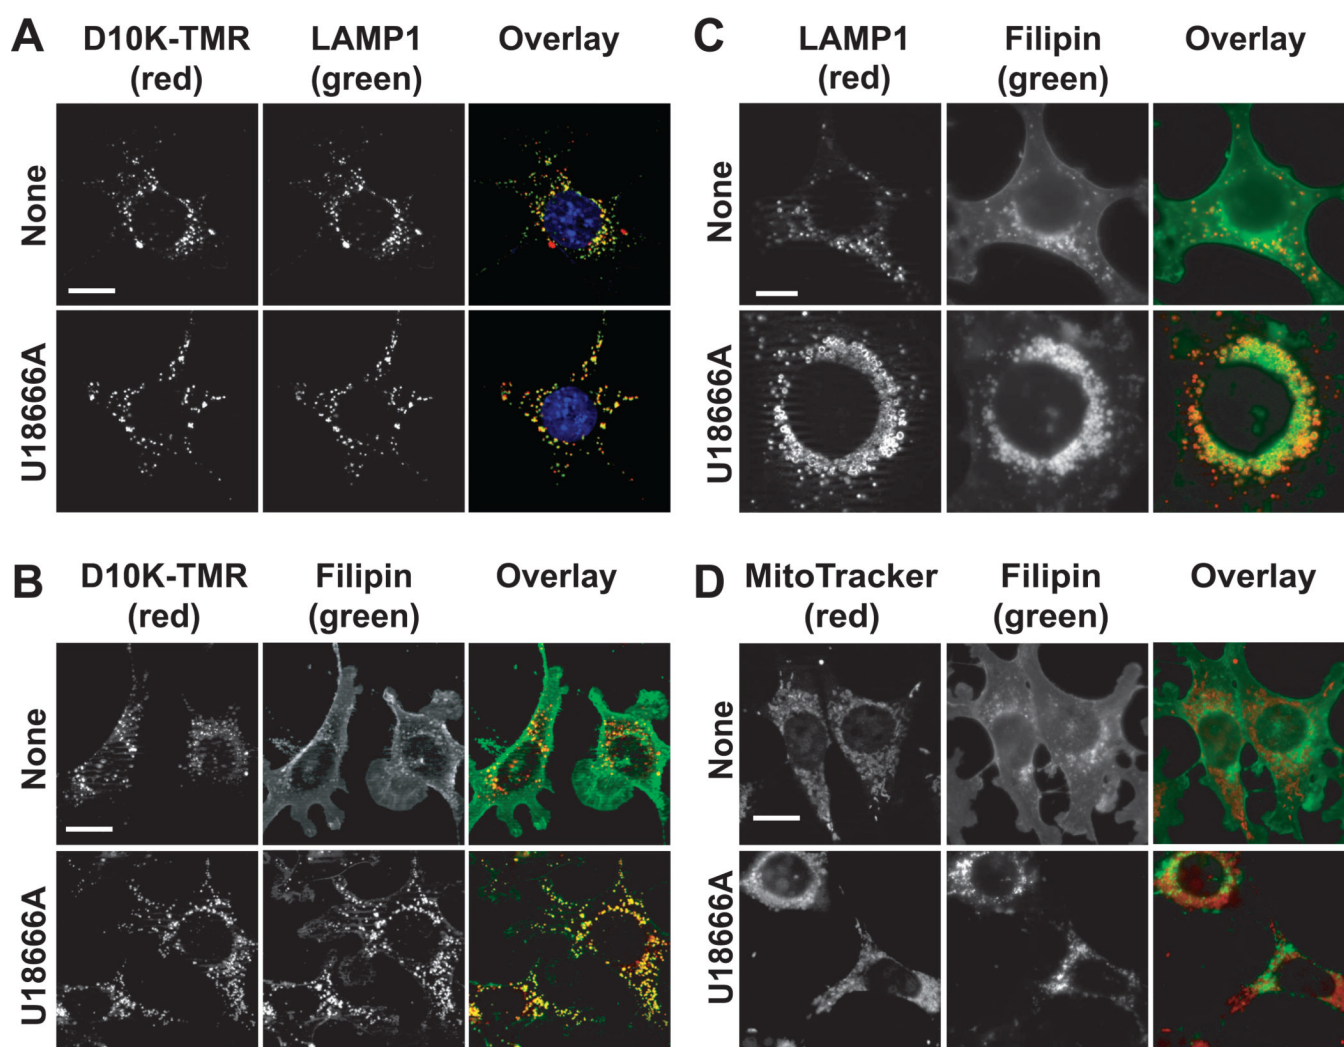 A
D10K-TMR
(red)
LAMP1
(green)
Overlay
None
U18666A
B
D10K-TMR
(red)
Filipin
(green)
Overlay
None
U18666A
C
LAMP1
(red)
Filipin
(green)
Overlay
None
U18666A
D
MitoTracker
(red)
Filipin
(green)
Overlay
None
U18666A